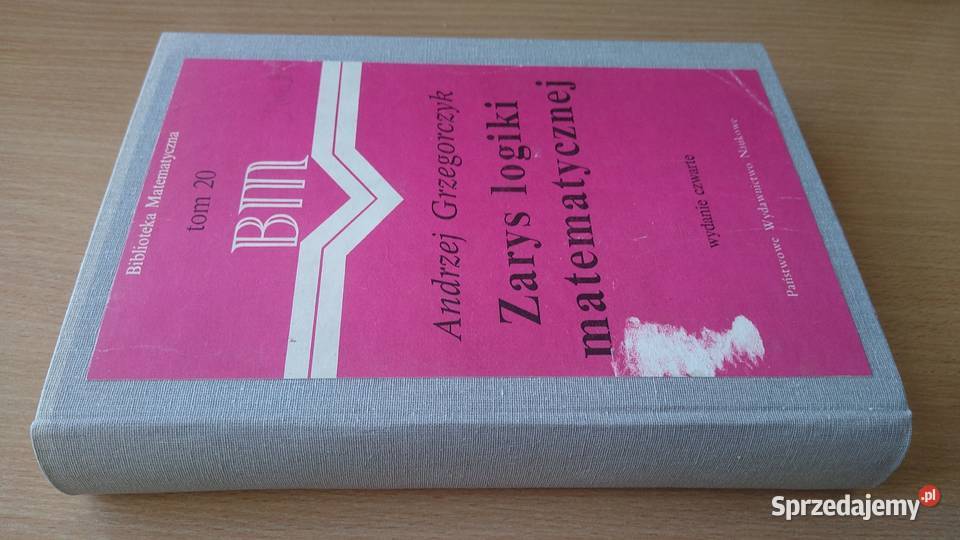 Biblioteka Matematyczna
tom 20
BM
Andrzej Grzegorczyk
Zarys logiki
matematycznej
wydanie czwarte
Państwowe Wydawnictwo Naukowe
Sprzedajemy.pl